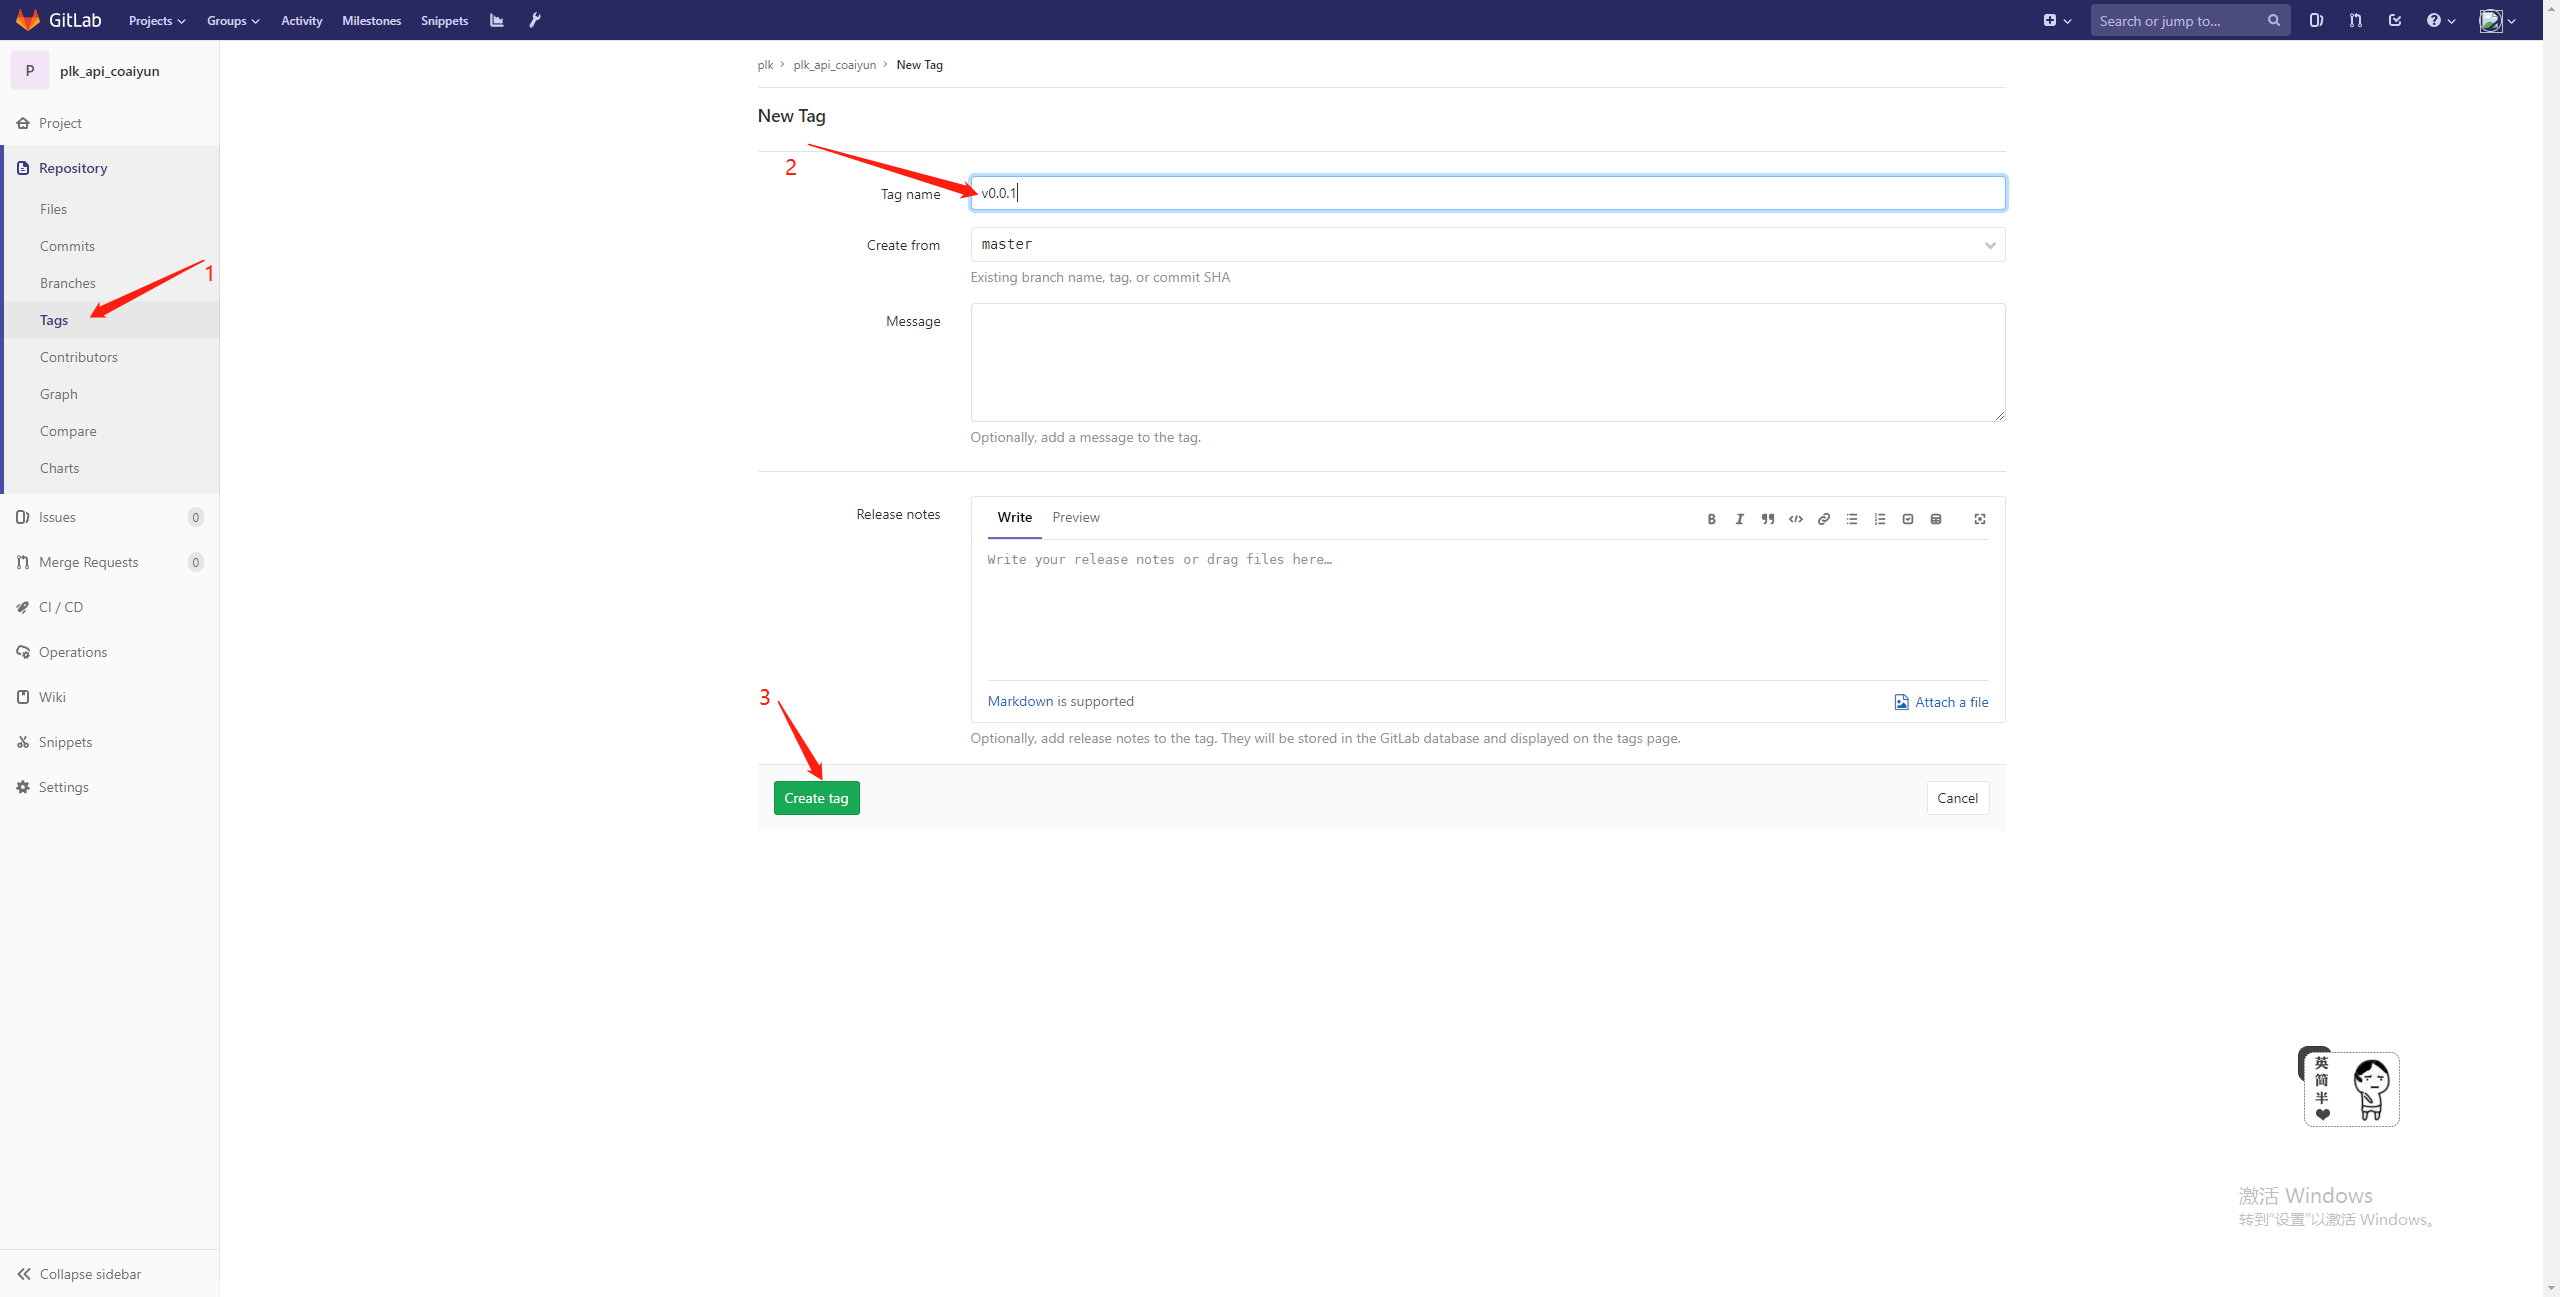 GitLab Projects Groups Activity Milestones Snippets Search or jump to...
P plk_api_coaiyun
Project
Repository
Files
Commits
Branches
1
Tags
Contributors
Graph
Compare
Charts
Issues 0
Merge Requests 0
CI / CD
Operations
Wiki
Snippets
Settings
Collapse sidebar
plk › plk_api_coaiyun › New Tag
New Tag
2
Tag name v0.0.1
Create from master
Existing branch name, tag, or commit SHA
Message
Optionally, add a message to the tag.
Release notes Write Preview
Write your release notes or drag files here…
3
Markdown is supported Attach a file
Optionally, add release notes to the tag. They will be stored in the GitLab database and displayed on the tags page.
Create tag Cancel
英
简
半
激活 Windows
转到"设置"以激活 Windows。